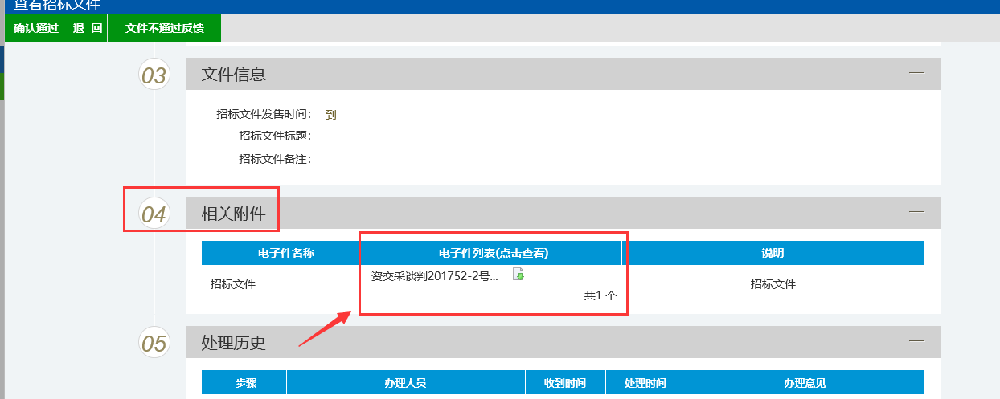 查看招标文件
确认通过 退 回 文件不通过反馈
03 文件信息
招标文件发售时间： 到
招标文件标题：
招标文件备注：
04 相关附件
电子件名称 电子件列表(点击查看) 说明
招标文件 资交采谈判201752-2号... 招标文件
共1 个
05 处理历史
步骤 办理人员 收到时间 处理时间 办理意见